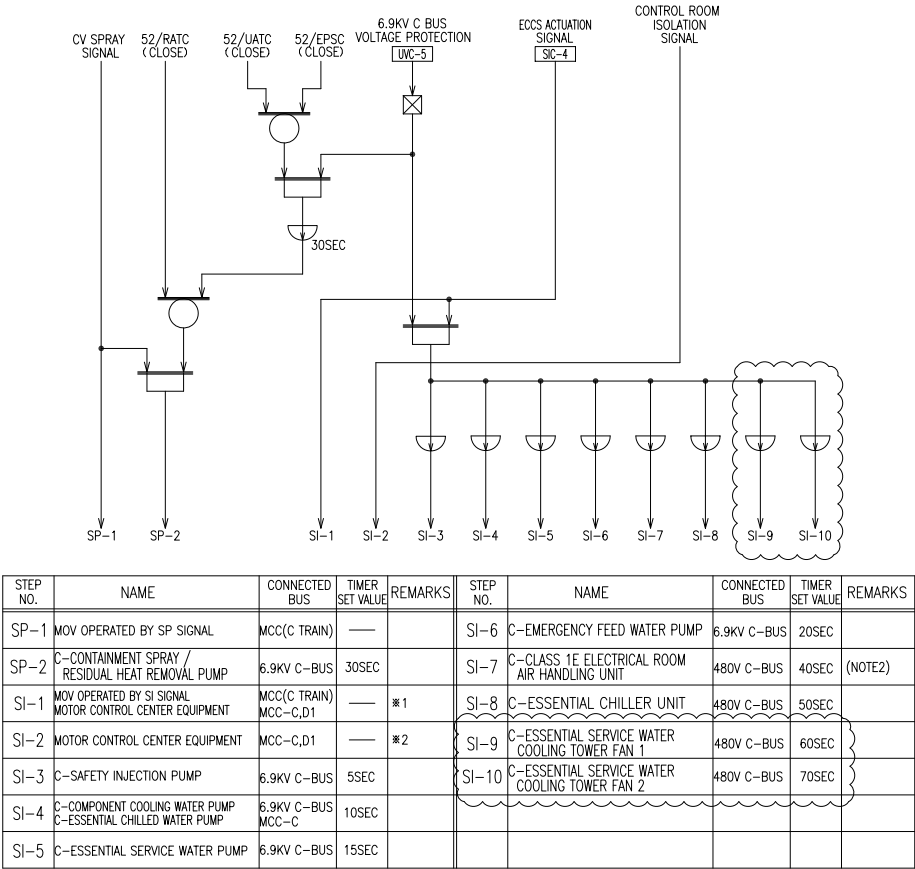 CONTROL ROOM
ISOLATION
SIGNAL
6.9KV C BUS
VOLTAGE PROTECTION
UVC-5
ECCS ACTUATION
SIGNAL
SIC-4
CV SPRAY
SIGNAL
52/RATC
(CLOSE)
52/UATC
(CLOSE)
52/EPSC
(CLOSE)
30SEC
SP-1
SP-2
SI-1
SI-2
SI-3
SI-4
SI-5
SI-6
SI-7
SI-8
SI-9
SI-10
STEP NO.
NAME
CONNECTED BUS
TIMER SET VALUE
REMARKS
STEP NO.
NAME
CONNECTED BUS
TIMER SET VALUE
REMARKS
SP-1
MOV OPERATED BY SP SIGNAL
MCC(C TRAIN)
—
SP-2
C-CONTAINMENT SPRAY /
RESIDUAL HEAT REMOVAL PUMP
6.9KV C-BUS
30SEC
SI-1
MOV OPERATED BY SI SIGNAL
MOTOR CONTROL CENTER EQUIPMENT
MCC(C TRAIN)
MCC-C,D1
—
※1
SI-2
MOTOR CONTROL CENTER EQUIPMENT
MCC-C,D1
—
※2
SI-3
C-SAFETY INJECTION PUMP
6.9KV C-BUS
5SEC
SI-4
C-COMPONENT COOLING WATER PUMP
C-ESSENTIAL CHILLED WATER PUMP
6.9KV C-BUS
MCC-C
10SEC
SI-5
C-ESSENTIAL SERVICE WATER PUMP
6.9KV C-BUS
15SEC
SI-6
C-EMERGENCY FEED WATER PUMP
6.9KV C-BUS
20SEC
SI-7
C-CLASS 1E ELECTRICAL ROOM
AIR HANDLING UNIT
480V C-BUS
40SEC
(NOTE2)
SI-8
C-ESSENTIAL CHILLER UNIT
480V C-BUS
50SEC
SI-9
C-ESSENTIAL SERVICE WATER
COOLING TOWER FAN 1
480V C-BUS
60SEC
SI-10
C-ESSENTIAL SERVICE WATER
COOLING TOWER FAN 2
480V C-BUS
70SEC